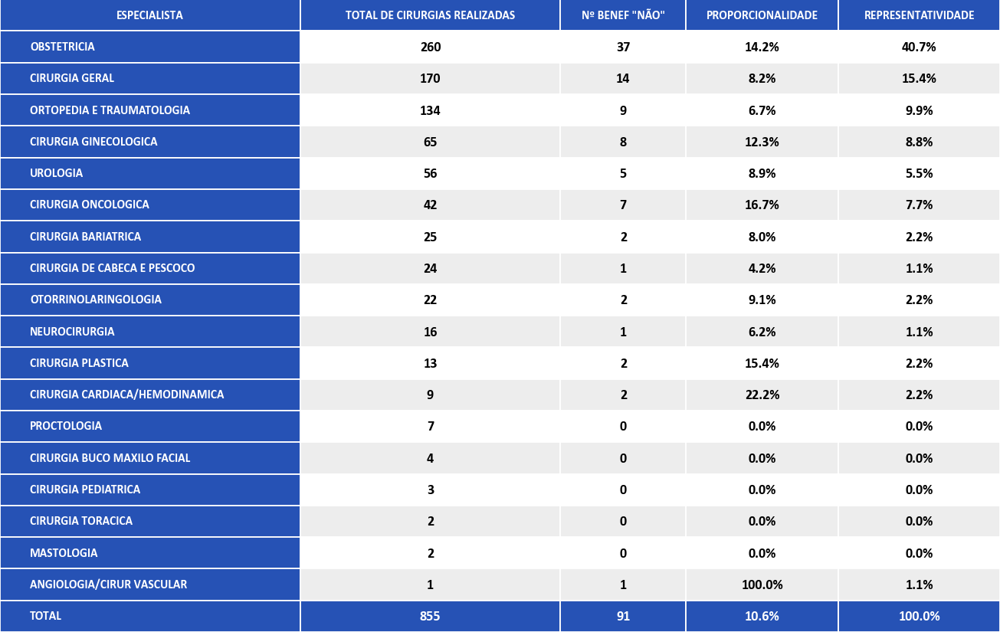 ESPECIALISTA TOTAL DE CIRURGIAS REALIZADAS Nº BENEF "NÃO" PROPORCIONALIDADE REPRESENTATIVIDADE
OBSTETRICIA 260 37 14.2% 40.7%
CIRURGIA GERAL 170 14 8.2% 15.4%
ORTOPEDIA E TRAUMATOLOGIA 134 9 6.7% 9.9%
CIRURGIA GINECOLOGICA 65 8 12.3% 8.8%
UROLOGIA 56 5 8.9% 5.5%
CIRURGIA ONCOLOGICA 42 7 16.7% 7.7%
CIRURGIA BARIATRICA 25 2 8.0% 2.2%
CIRURGIA DE CABECA E PESCOCO 24 1 4.2% 1.1%
OTORRINOLARINGOLOGIA 22 2 9.1% 2.2%
NEUROCIRURGIA 16 1 6.2% 1.1%
CIRURGIA PLASTICA 13 2 15.4% 2.2%
CIRURGIA CARDIACA/HEMODINAMICA 9 2 22.2% 2.2%
PROCTOLOGIA 7 0 0.0% 0.0%
CIRURGIA BUCO MAXILO FACIAL 4 0 0.0% 0.0%
CIRURGIA PEDIATRICA 3 0 0.0% 0.0%
CIRURGIA TORACICA 2 0 0.0% 0.0%
MASTOLOGIA 2 0 0.0% 0.0%
ANGIOLOGIA/CIRUR VASCULAR 1 1 100.0% 1.1%
TOTAL 855 91 10.6% 100.0%